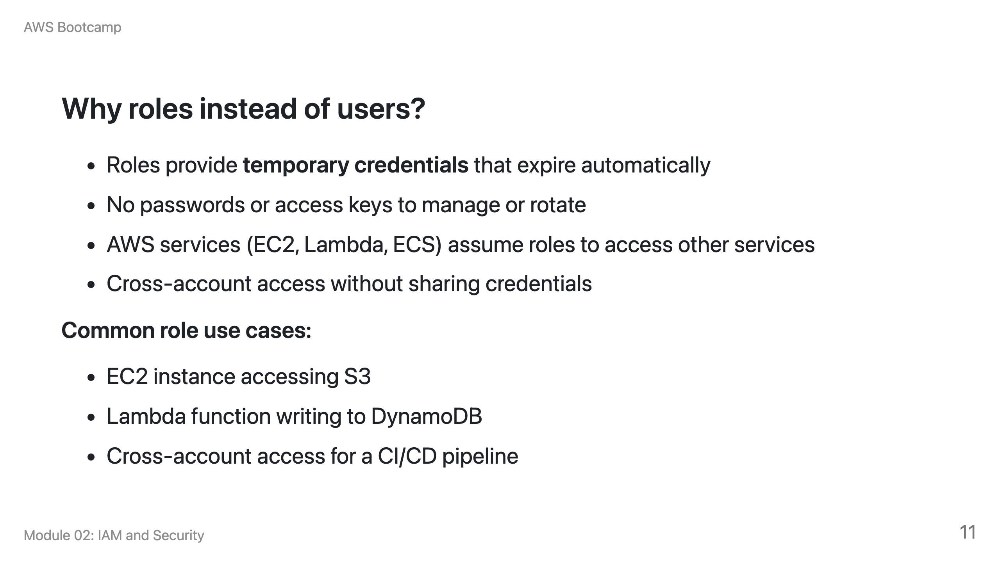 AWS Bootcamp
Why roles instead of users?
Roles provide temporary credentials that expire automatically
No passwords or access keys to manage or rotate
AWS services (EC2, Lambda, ECS) assume roles to access other services
Cross-account access without sharing credentials
Common role use cases:
EC2 instance accessing S3
Lambda function writing to DynamoDB
Cross-account access for a CI/CD pipeline
Module 02: IAM and Security
11